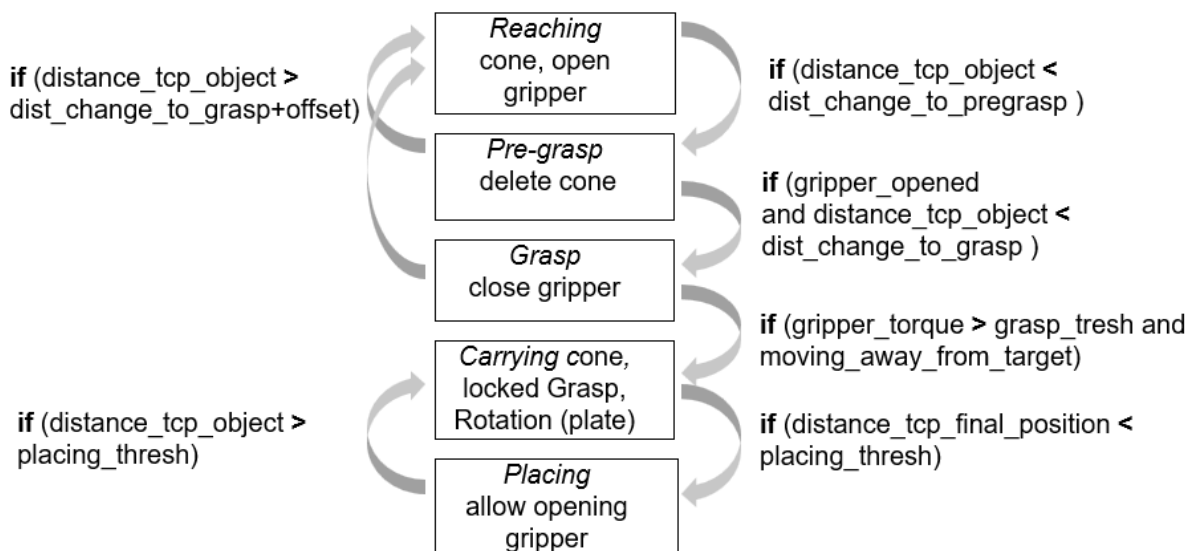 Reaching
cone, open
gripper
if (distance_tcp_object >
dist_change_to_grasp+offset)
if (distance_tcp_object <
dist_change_to_pregrasp )
Pre-grasp
delete cone
if (gripper_opened
and distance_tcp_object <
dist_change_to_grasp )
Grasp
close gripper
if (gripper_torque > grasp_tresh and
moving_away_from_target)
Carrying cone,
locked Grasp,
Rotation (plate)
if (distance_tcp_object >
placing_thresh)
if (distance_tcp_final_position <
placing_thresh)
Placing
allow opening
gripper